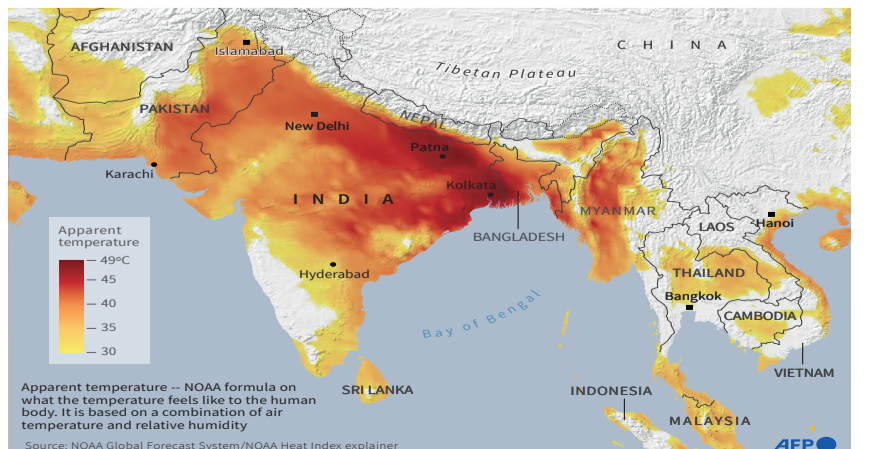 AFGHANISTAN
Islamabad
C H I N A
Tibetan Plateau
PAKISTAN
New Delhi
NEPAL
Patna
Karachi
Kolkata
I N D I A
MYANMAR
BANGLADESH
LAOS
Hanoi
Apparent
temperature
49ºC
45
40
35
30
Hyderabad
THAILAND
Bangkok
CAMBODIA
Bay of Bengal
VIETNAM
SRI LANKA
INDONESIA
MALAYSIA
Apparent temperature -- NOAA formula on
what the temperature feels like to the human
body. It is based on a combination of air
temperature and relative humidity
Source: NOAA Global Forecast System/NOAA Heat Index explainer
AFP